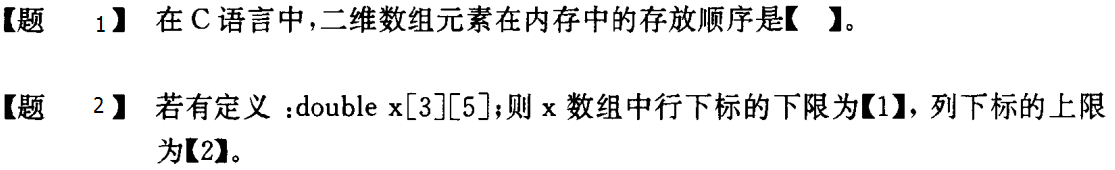 【题 1】 在 C 语言中,二维数组元素在内存中的存放顺序是【 】。
【题 2】 若有定义 :double x[3][5];则 x 数组中行下标的下限为【1】, 列下标的上限
为【2】。